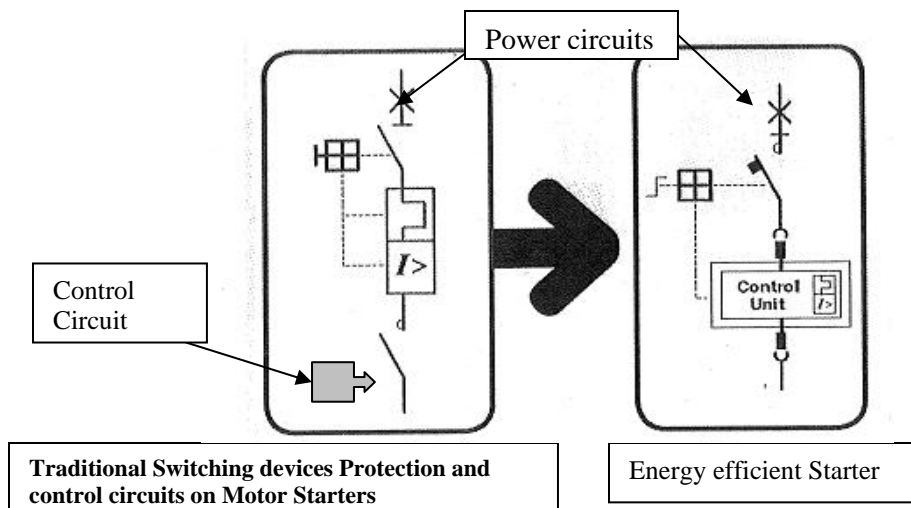 Power circuits
I>
Control
Circuit
Control
Unit
I>
Traditional Switching devices Protection and
control circuits on Motor Starters
Energy efficient Starter